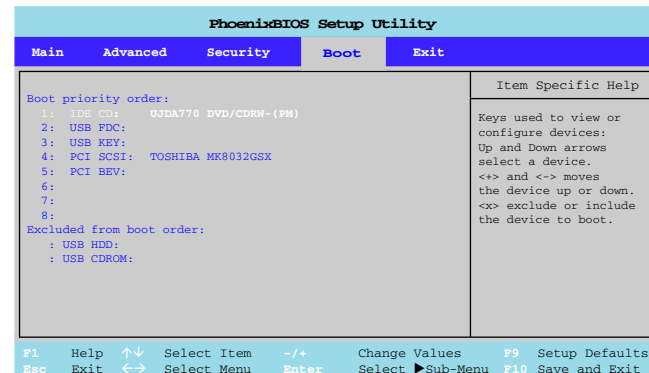 PhoenixBIOS Setup Utility
Main Advanced Security Boot Exit
Item Specific Help
Boot priority order:
1: IDE CD: UJDA770 DVD/CDRW-(PM)
2: USB FDC:
3: USB KEY:
4: PCI SCSI: TOSHIBA MK8032GSX
5: PCI BEV:
6:
7:
8:
Excluded from boot order:
: USB HDD:
: USB CDROM:
Keys used to view or
configure devices:
Up and Down arrows
select a device.
<+> and <-> moves
the device up or down.
<x> exclude or include
the device to boot.
F1 Help ↑↓ Select Item -/+ Change Values F9 Setup Defaults
Esc Exit ←→ Select Menu Enter Select ▶Sub-Menu F10 Save and Exit